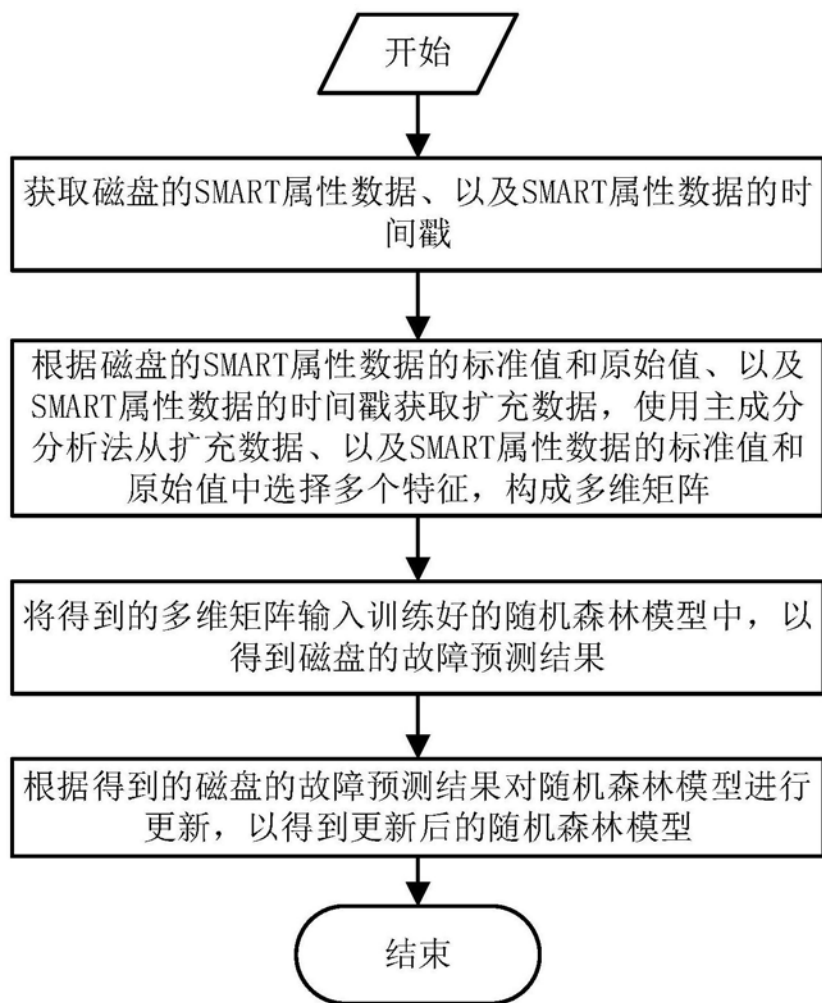 开始
获取磁盘的SMART属性数据、以及SMART属性数据的时
间戳
根据磁盘的SMART属性数据的标准值和原始值、以及
SMART属性数据的时间戳获取扩充数据，使用主成分
分析法从扩充数据、以及SMART属性数据的标准值和
原始值中选择多个特征，构成多维矩阵
将得到的多维矩阵输入训练好的随机森林模型中，以
得到磁盘的故障预测结果
根据得到的磁盘的故障预测结果对随机森林模型进行
更新，以得到更新后的随机森林模型
结束